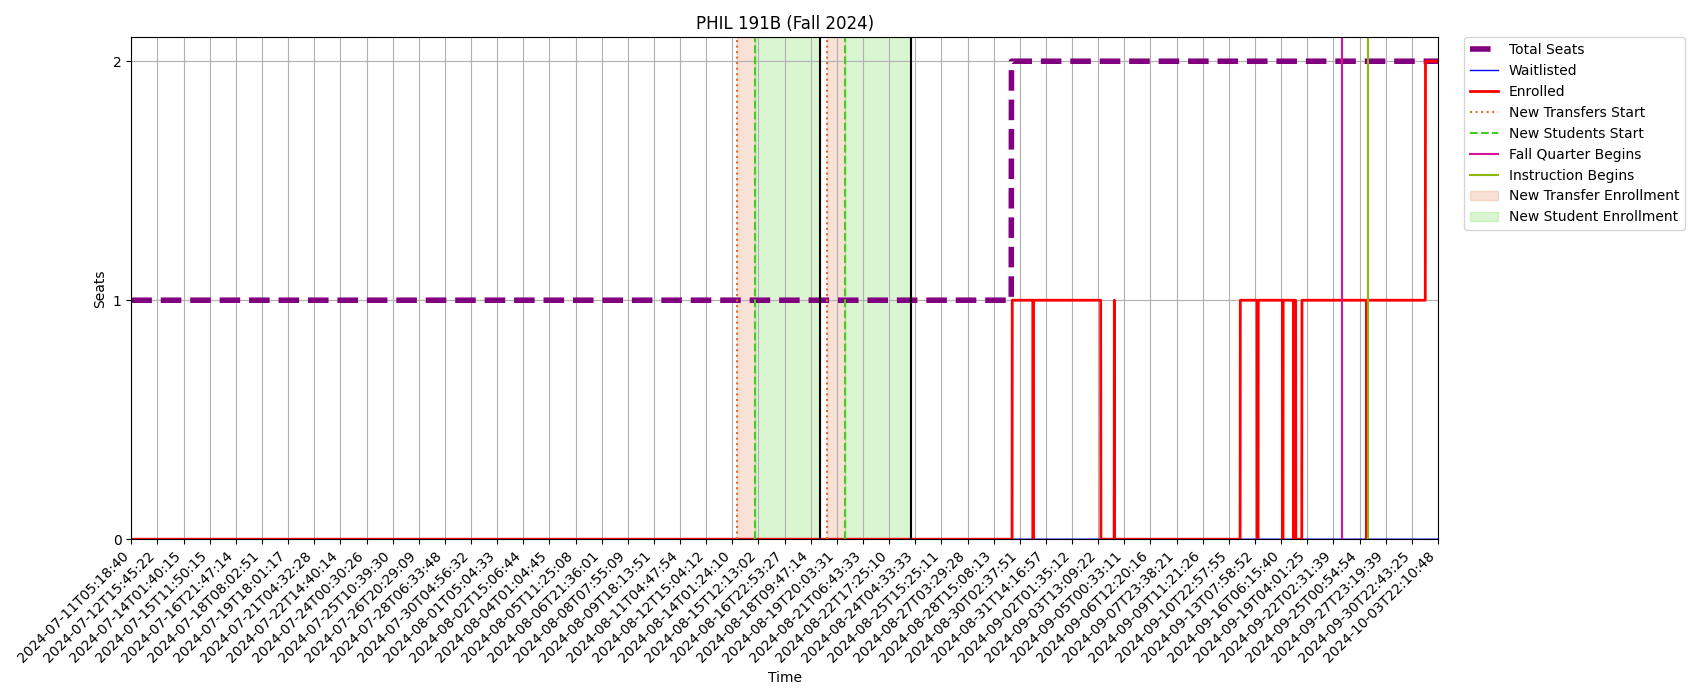 PHIL 191B (Fall 2024)
Total Seats
Waitlisted
Enrolled
New Transfers Start
New Students Start
Fall Quarter Begins
Instruction Begins
New Transfer Enrollment
New Student Enrollment
Seats
2
1
0
2024-07-11T05:18:40
2024-07-12T15:45:22
2024-07-14T01:40:15
2024-07-15T11:50:15
2024-07-16T21:47:14
2024-07-18T08:02:51
2024-07-19T18:01:17
2024-07-21T04:32:28
2024-07-22T14:40:14
2024-07-24T00:30:26
2024-07-25T10:39:30
2024-07-26T20:29:09
2024-07-28T06:33:48
2024-07-30T04:56:32
2024-08-01T05:04:33
2024-08-02T15:06:44
2024-08-04T01:04:45
2024-08-05T11:25:08
2024-08-06T21:36:01
2024-08-08T07:55:09
2024-08-09T18:13:51
2024-08-11T04:47:54
2024-08-12T15:04:12
2024-08-14T01:24:10
2024-08-15T12:13:02
2024-08-16T22:53:27
2024-08-18T09:47:14
2024-08-19T20:03:31
2024-08-21T06:43:33
2024-08-22T17:25:10
2024-08-24T04:33:33
2024-08-25T15:25:11
2024-08-27T03:29:28
2024-08-28T15:08:13
2024-08-30T02:37:51
2024-08-31T14:16:57
2024-09-02T01:35:12
2024-09-03T13:09:22
2024-09-05T00:33:11
2024-09-06T12:20:16
2024-09-07T23:38:21
2024-09-09T11:21:26
2024-09-10T22:57:55
2024-09-13T07:58:52
2024-09-16T06:15:40
2024-09-19T04:01:25
2024-09-22T02:31:39
2024-09-25T00:54:54
2024-09-27T23:19:39
2024-09-30T22:43:25
2024-10-03T22:10:48
Time